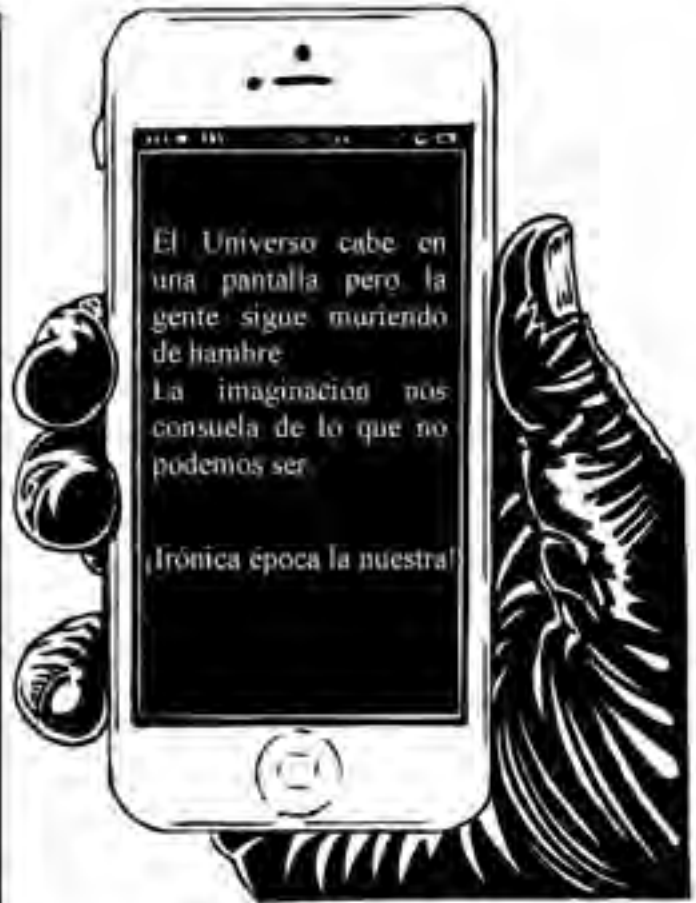 El Universo cabe en
una pantalla pero la
gente sigue muriendo
de hambre
La imaginación nos
consuela de lo que no
podemos ser
¡Irónica época la nuestra!